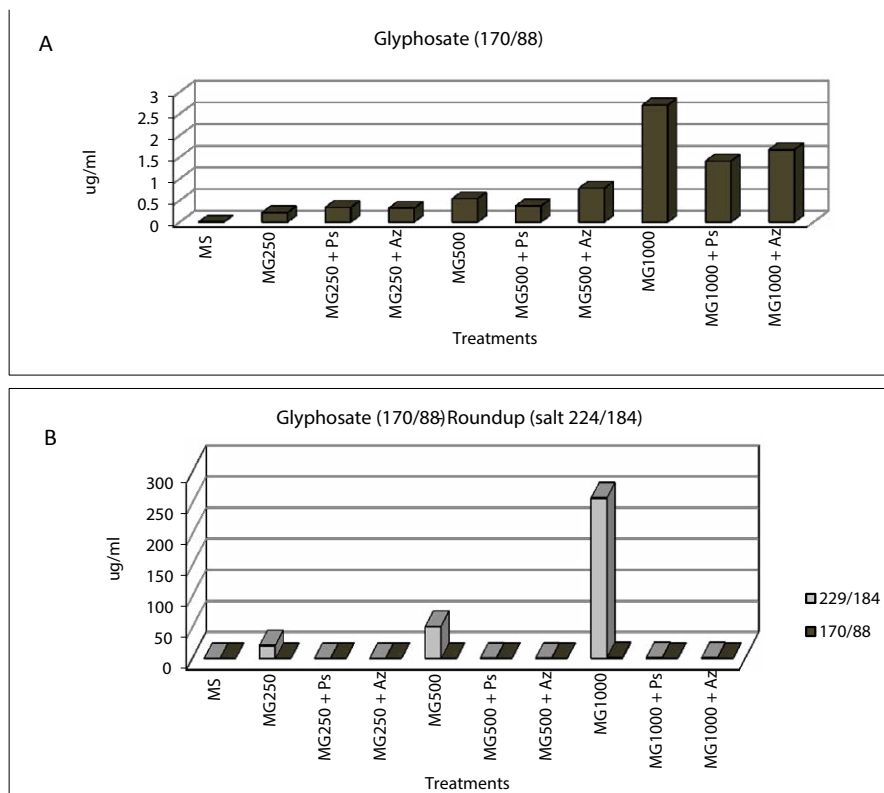 A
Glyphosate (170/88)
3
2.5
2
1.5
1
0.5
0
ug/ml
MS
MG250
MG250 + Ps
MG250 + Az
MG500
MG500 + Ps
MG500 + Az
MG1000
MG1000 + Ps
MG1000 + Az
Treatments
B
Glyphosate (170/88)-Roundup (salt 224/184)
300
250
200
150
100
50
0
ug/ml
229/184
170/88
MS
MG250
MG250 + Ps
MG250 + Az
MG500
MG500 + Ps
MG500 + Az
MG1000
MG1000 + Ps
MG1000 + Az
Treatments